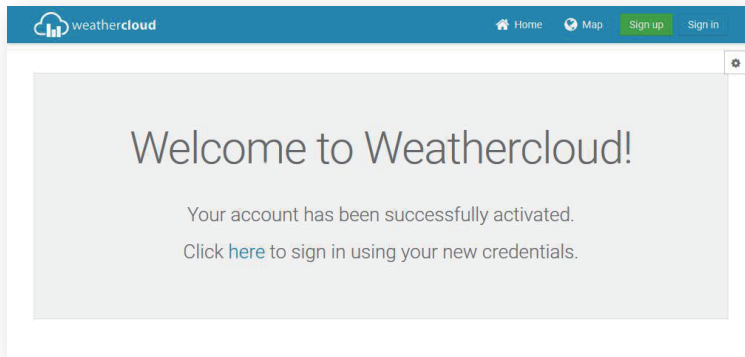 weathercloud
Home
Map
Sign up
Sign in
Welcome to Weathercloud!
Your account has been successfully activated.
Click here to sign in using your new credentials.